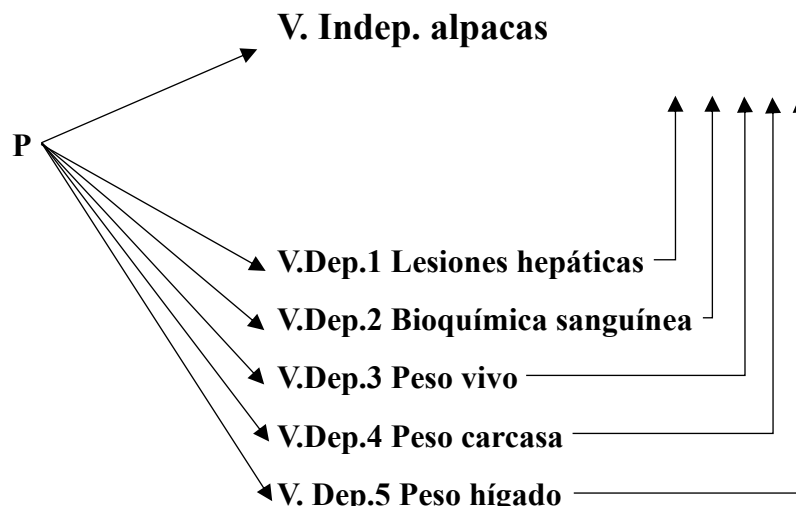 V. Indep. alpacas
P
V.Dep.1 Lesiones hepáticas
V.Dep.2 Bioquímica sanguínea
V.Dep.3 Peso vivo
V.Dep.4 Peso carcasa
V. Dep.5 Peso hígado